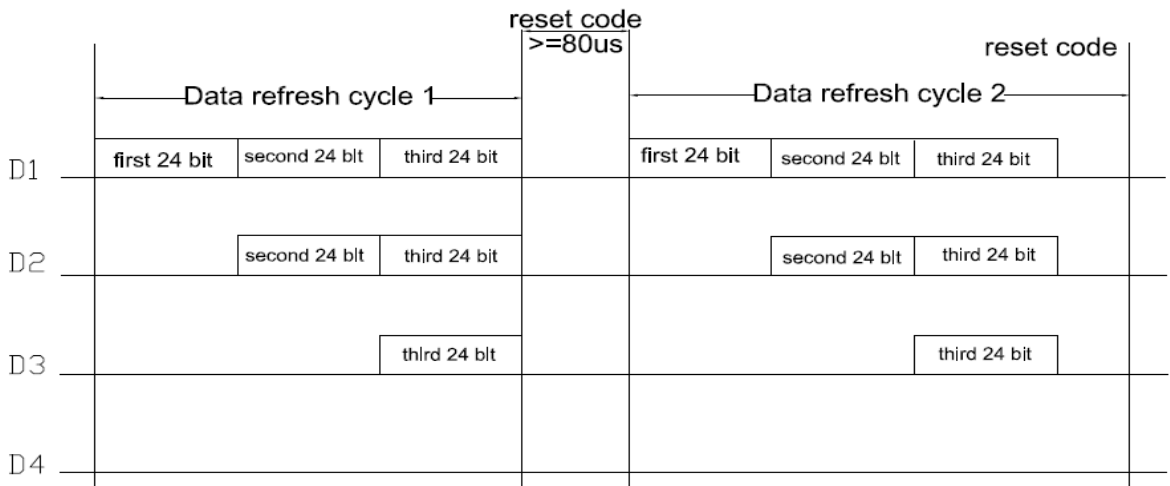 reset code
>=80us
reset code
Data refresh cycle 1
Data refresh cycle 2
D1 first 24 bit second 24 blt third 24 bit first 24 bit second 24 blt third 24 bit
D2 second 24 blt third 24 bit second 24 blt third 24 bit
D3 thlrd 24 blt third 24 bit
D4